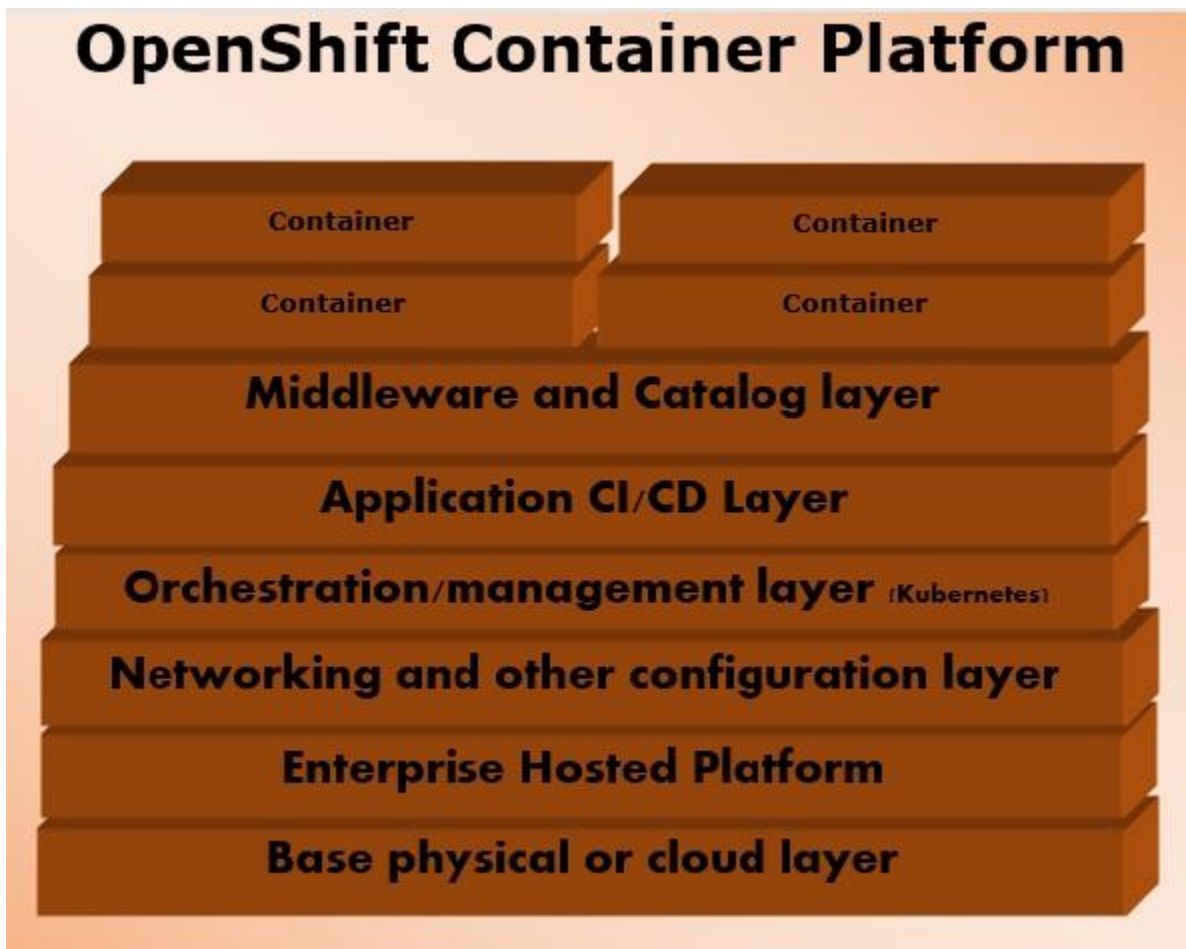 OpenShift Container Platform
Container
Container
Container
Container
Middleware and Catalog layer
Application CI/CD Layer
Orchestration/management layer (Kubernetes)
Networking and other configuration layer
Enterprise Hosted Platform
Base physical or cloud layer